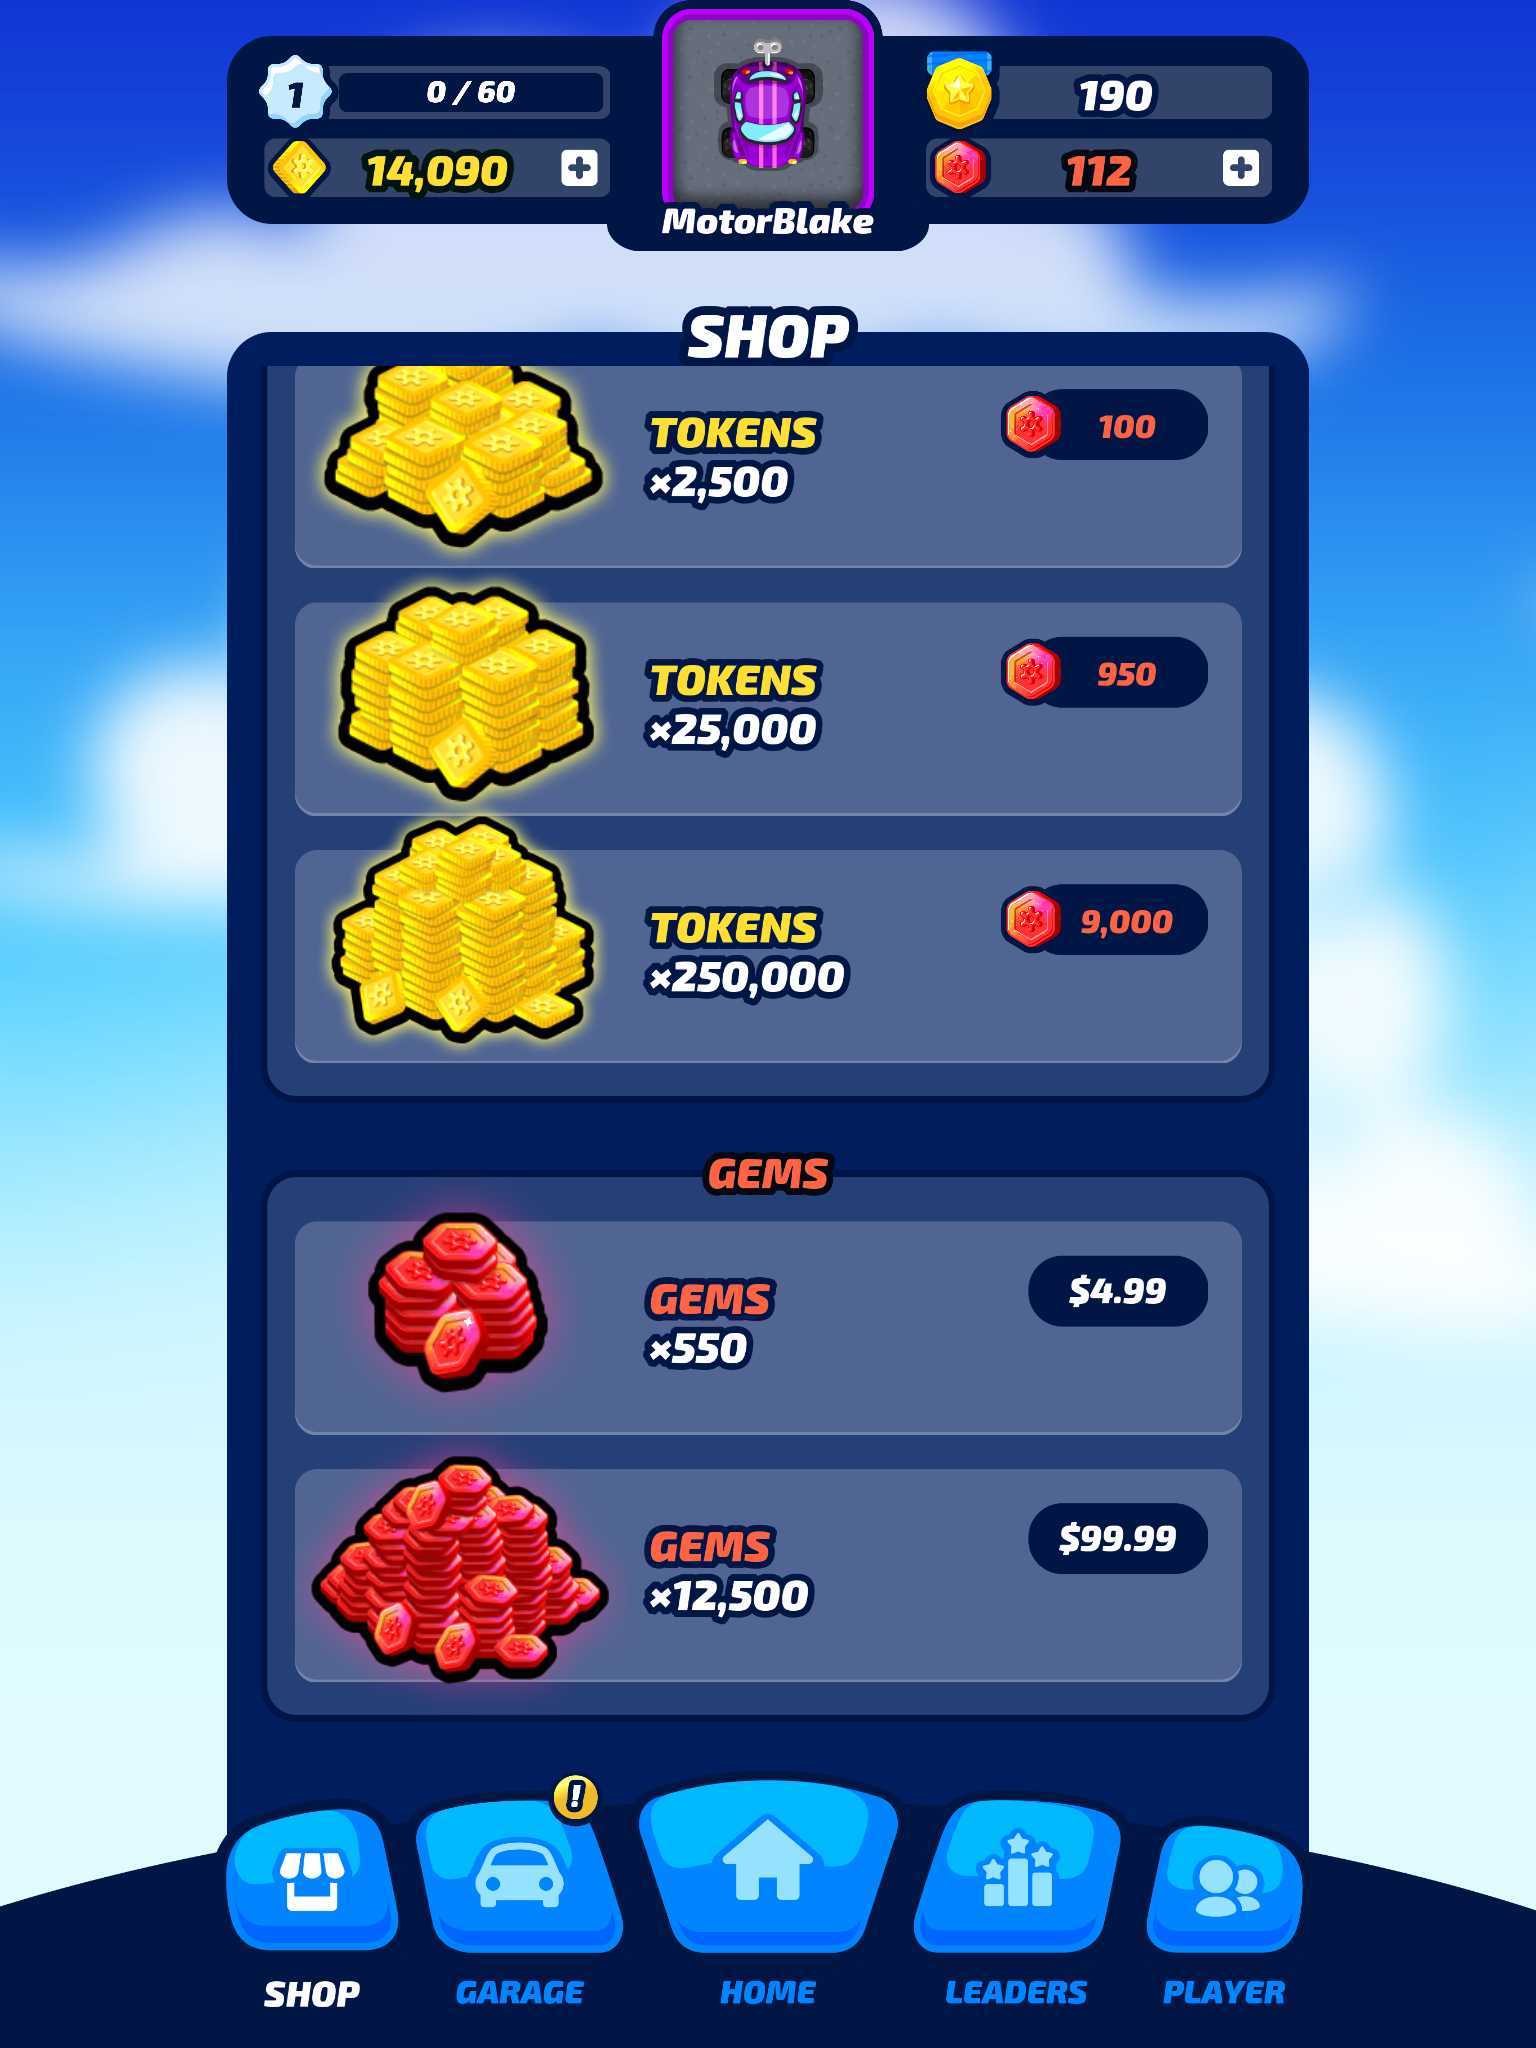 1
0 / 60
14,090
MotorBlake
190
112
SHOP
TOKENS
×2,500
100
TOKENS
×25,000
950
TOKENS
×250,000
9,000
GEMS
GEMS
×550
$4.99
GEMS
×12,500
$99.99
!
SHOP
GARAGE
HOME
LEADERS
PLAYER